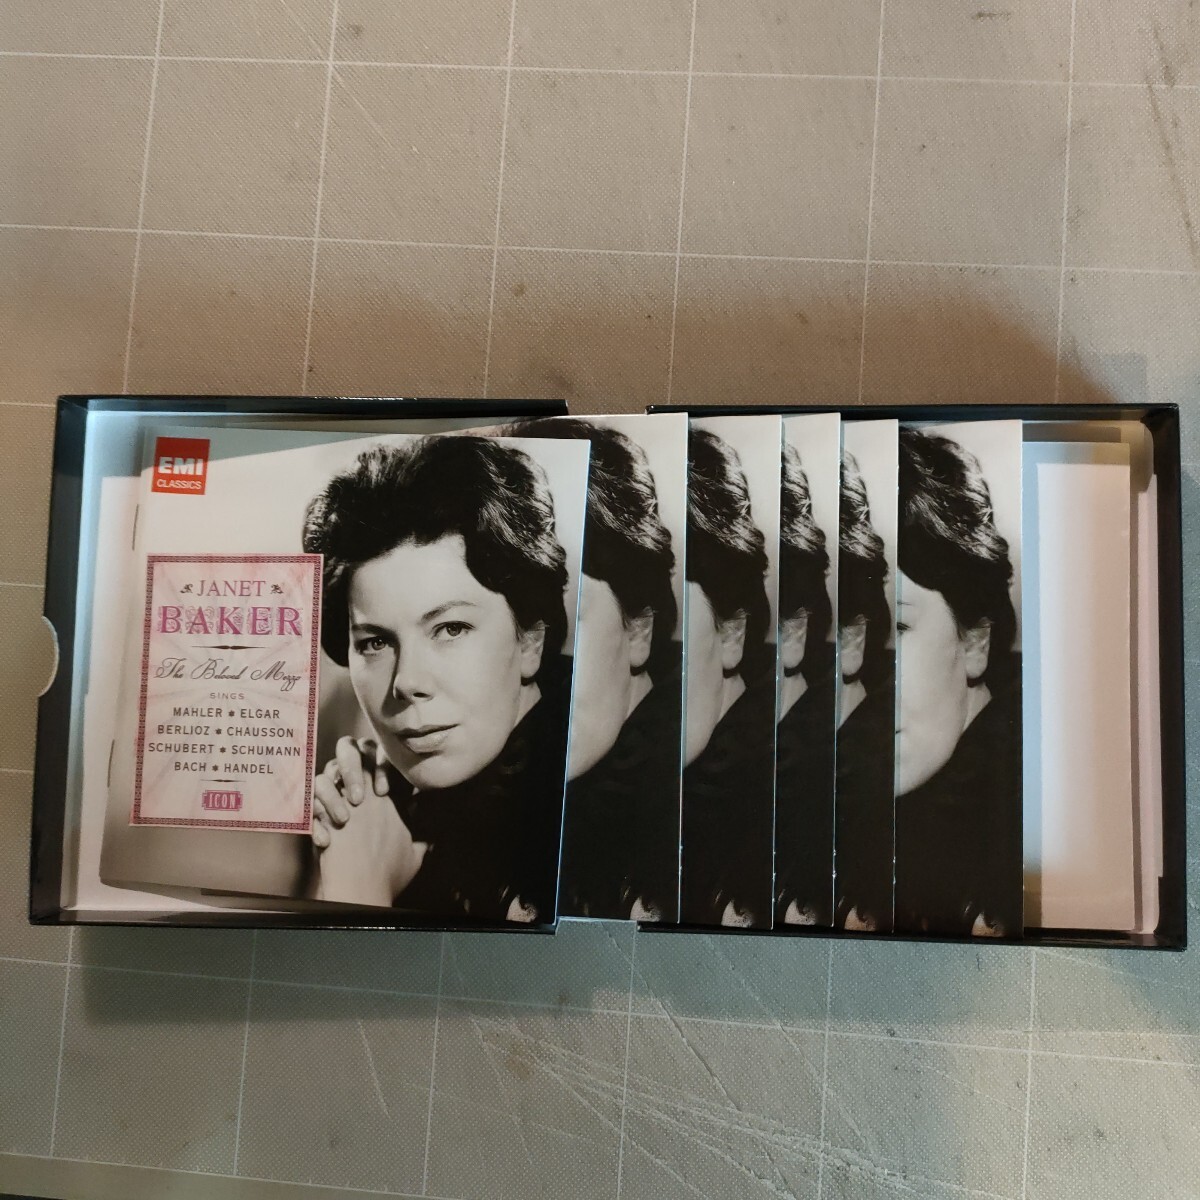 EMI
CLASSICS
JANET
BAKER
The Beloved Mezzo
SINGS
MAHLER * ELGAR
BERLIOZ * CHAUSSON
SCHUBERT * SCHUMANN
BACH * HANDEL
ICON